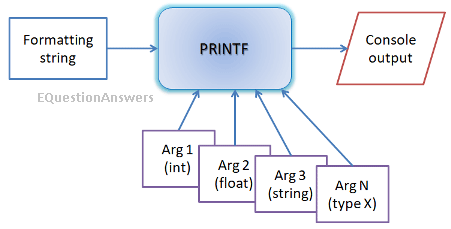 Formatting
string
PRINTF
Console
output
EQuestionAnswers
Arg 1
(int)
Arg 2
(float)
Arg 3
(string)
Arg N
(type X)